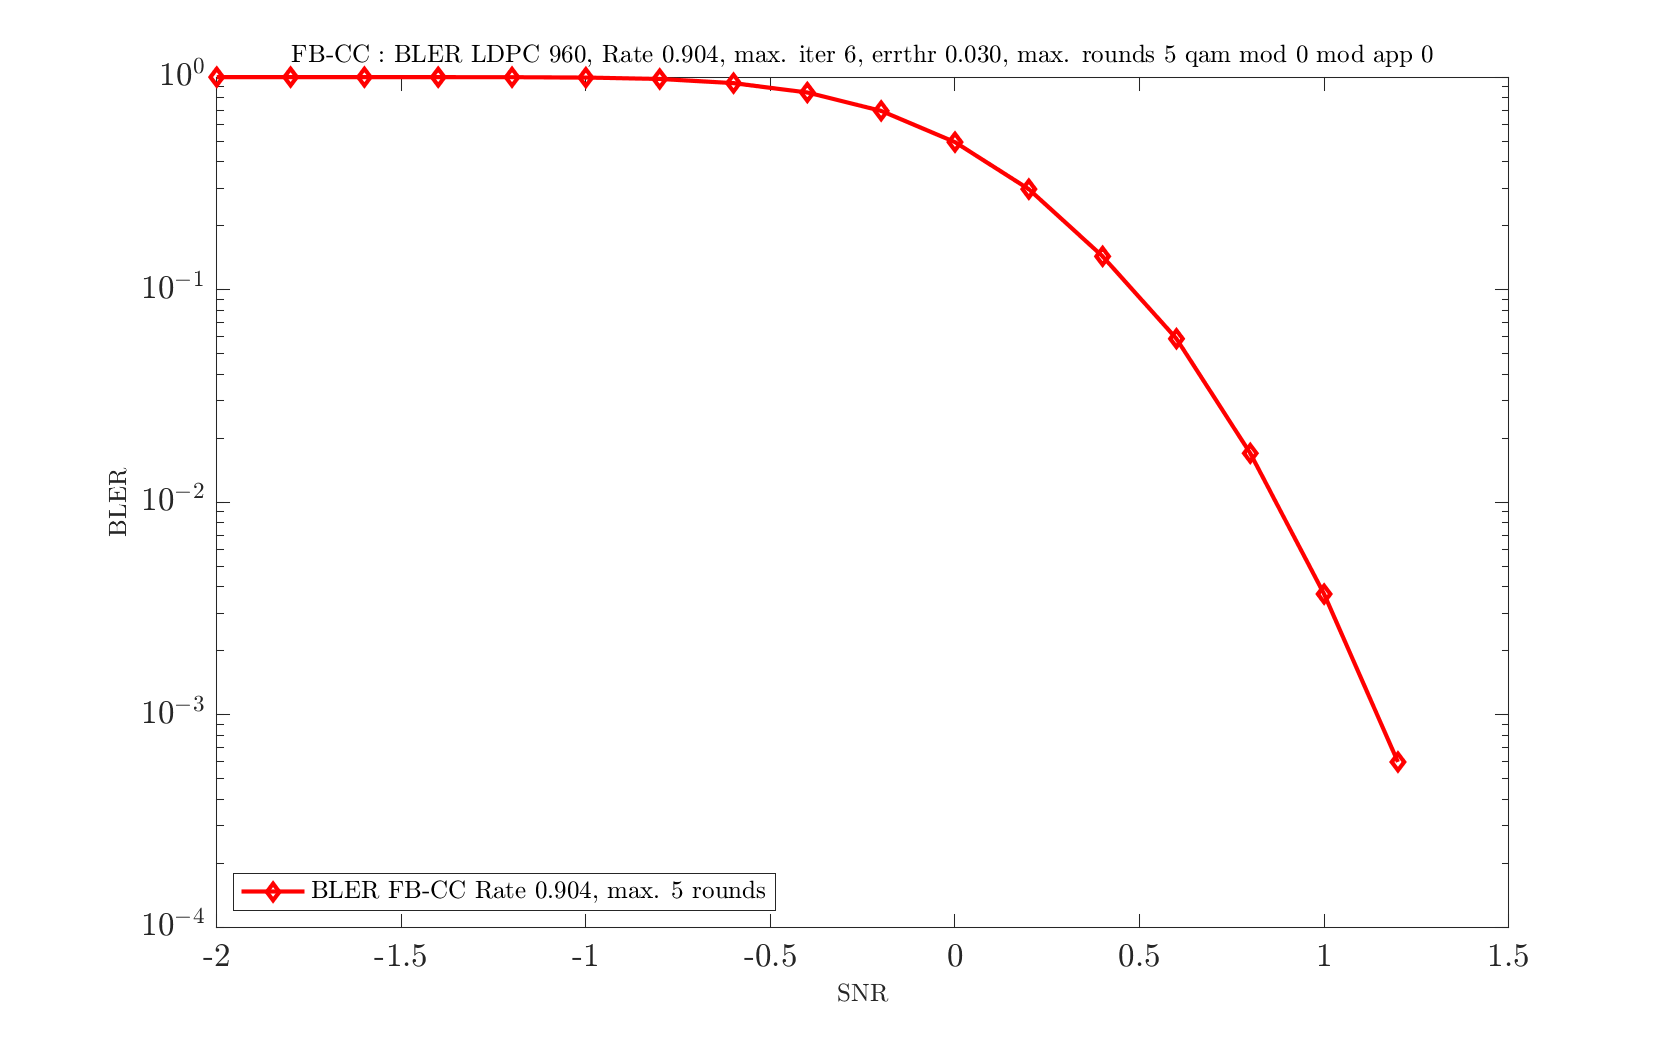 FB-CC : BLER LDPC 960, Rate 0.904, max. iter 6, errthr 0.030, max. rounds 5 qam mod 0 mod app 0
10^0
10^-1
10^-2
10^-3
10^-4
BLER
BLER FB-CC Rate 0.904, max. 5 rounds
-2 -1.5 -1 -0.5 0 0.5 1 1.5
SNR